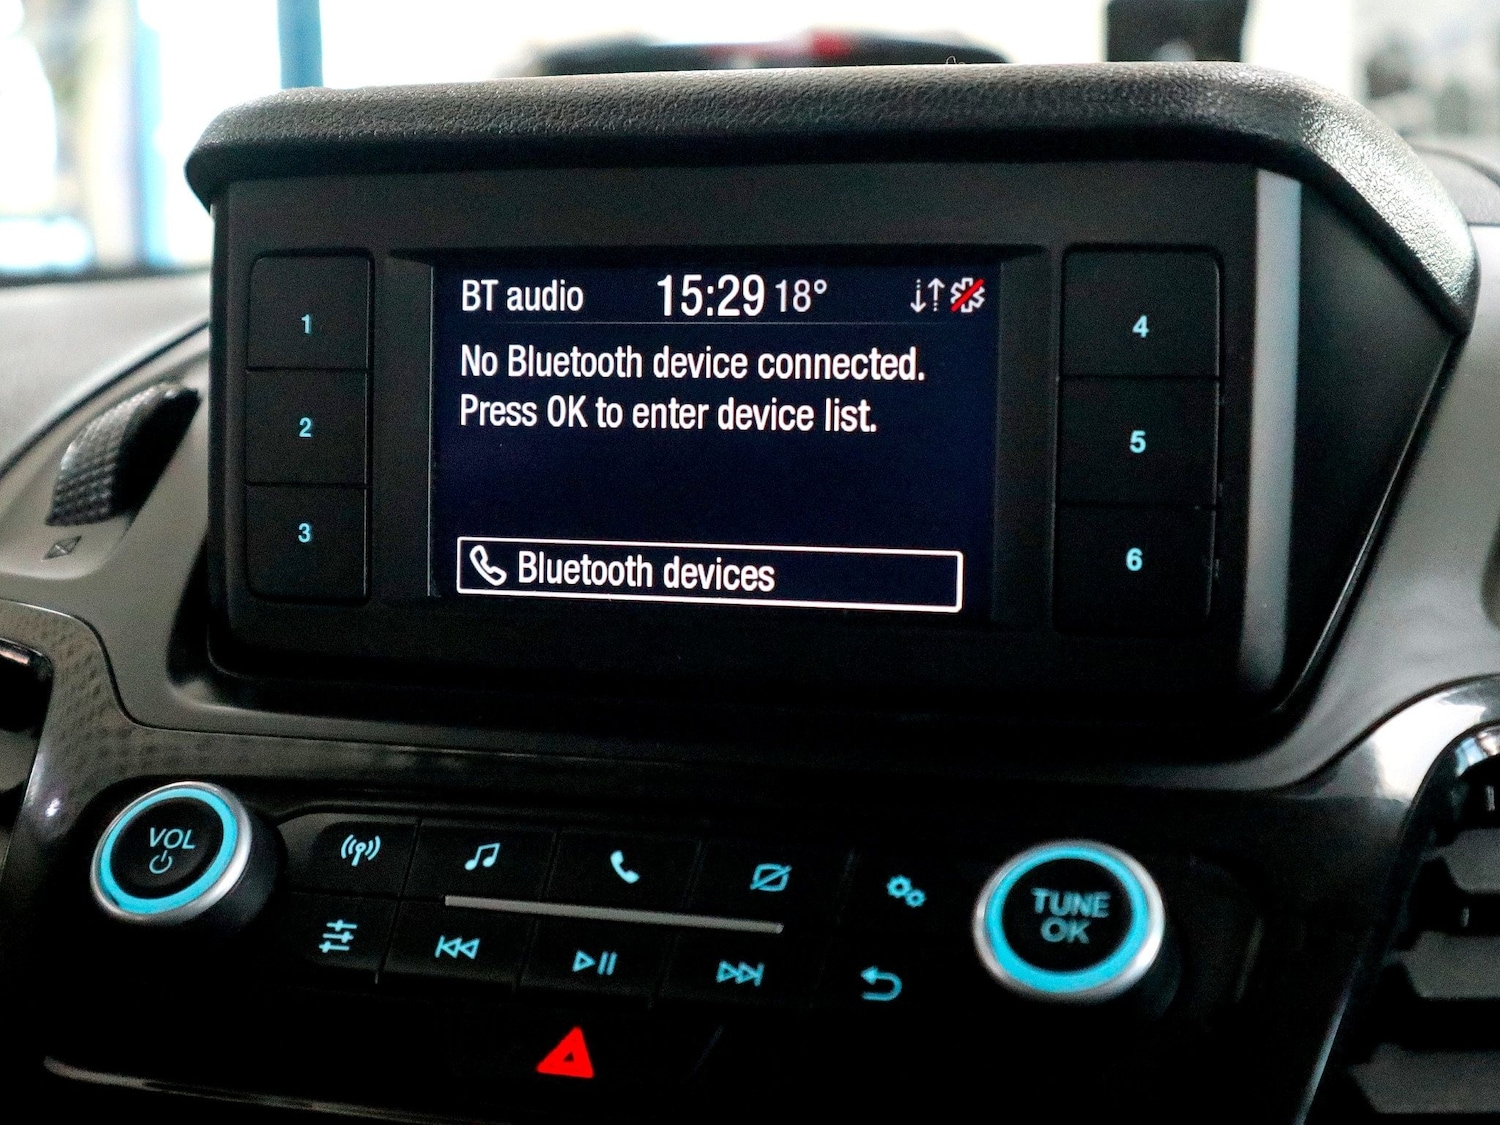 BT audio 15:29 18°
No Bluetooth device connected.
Press OK to enter device list.
Bluetooth devices
1
2
3
4
5
6
VOL
TUNE
OK